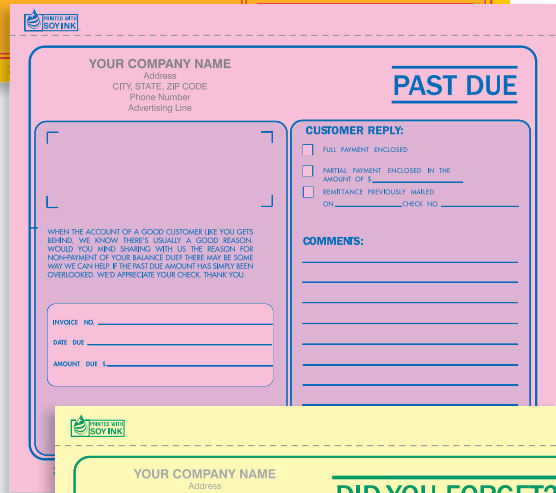 PRINTED WITH
SOY INK
YOUR COMPANY NAME
Address
CITY, STATE, ZIP CODE
Phone Number
Advertising Line
PAST DUE
CUSTOMER REPLY:
FULL PAYMENT ENCLOSED
PARTIAL PAYMENT ENCLOSED IN THE
AMOUNT OF $
REMITTANCE PREVIOUSLY MAILED
ON CHECK NO
WHEN THE ACCOUNT OF A GOOD CUSTOMER LIKE YOU GETS
BEHIND, WE KNOW THERE'S USUALLY A GOOD REASON.
WOULD YOU MIND SHARING WITH US THE REASON FOR
NON-PAYMENT OF YOUR BALANCE DUE? THERE MAY BE SOME
WAY WE CAN HELP. IF THE PAST DUE AMOUNT HAS SIMPLY BEEN
OVERLOOKED. WE'D APPRECIATE YOUR CHECK. THANK YOU.
COMMENTS:
INVOICE NO.
DATE DUE
AMOUNT DUE $
PRINTED WITH
SOY INK
YOUR COMPANY NAME
Address
DID YOU FORGET?